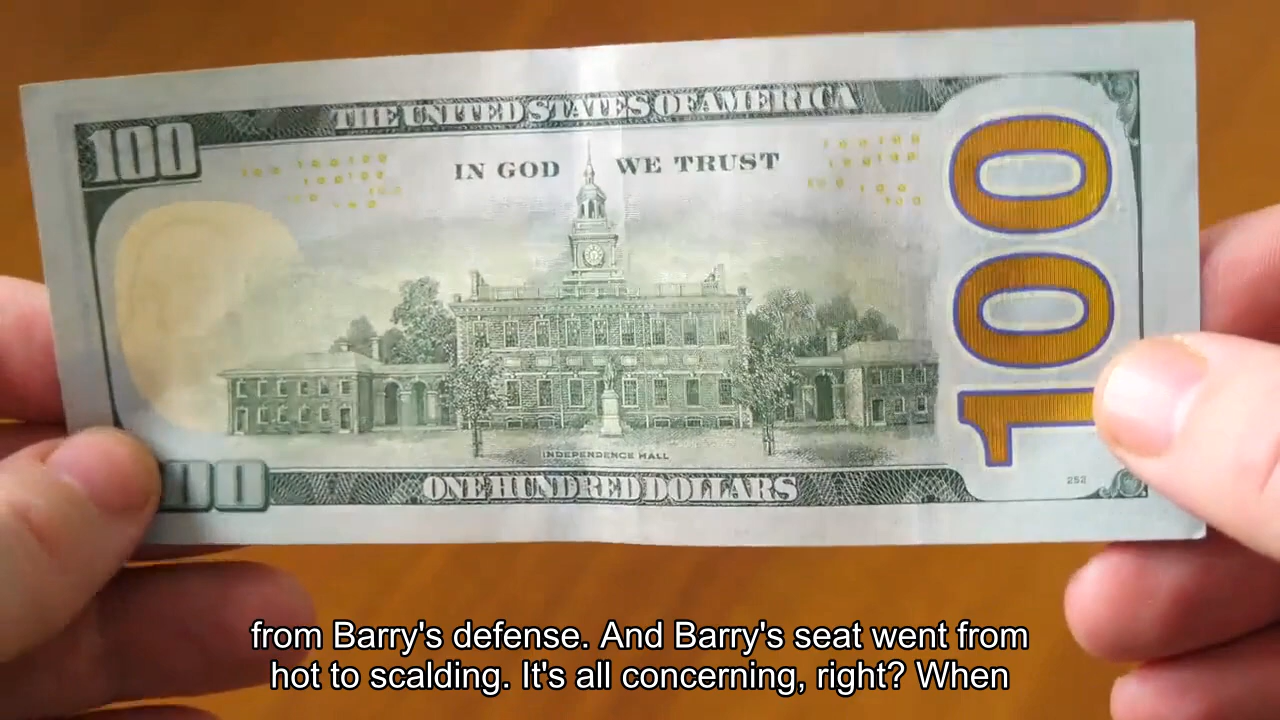 THE UNITED STATES OF AMERICA
100
IN GOD WE TRUST
100
INDEPENDENCE HALL
ONE HUNDRED DOLLARS
252
from Barry's defense. And Barry's seat went from
hot to scalding. It's all concerning, right? When